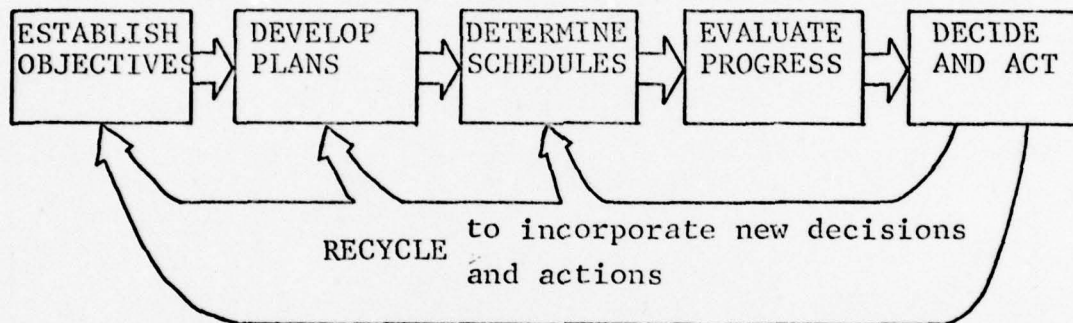 ESTABLISH
OBJECTIVES
DEVELOP
PLANS
DETERMINE
SCHEDULES
EVALUATE
PROGRESS
DECIDE
AND ACT
RECYCLE
to incorporate new decisions
and actions